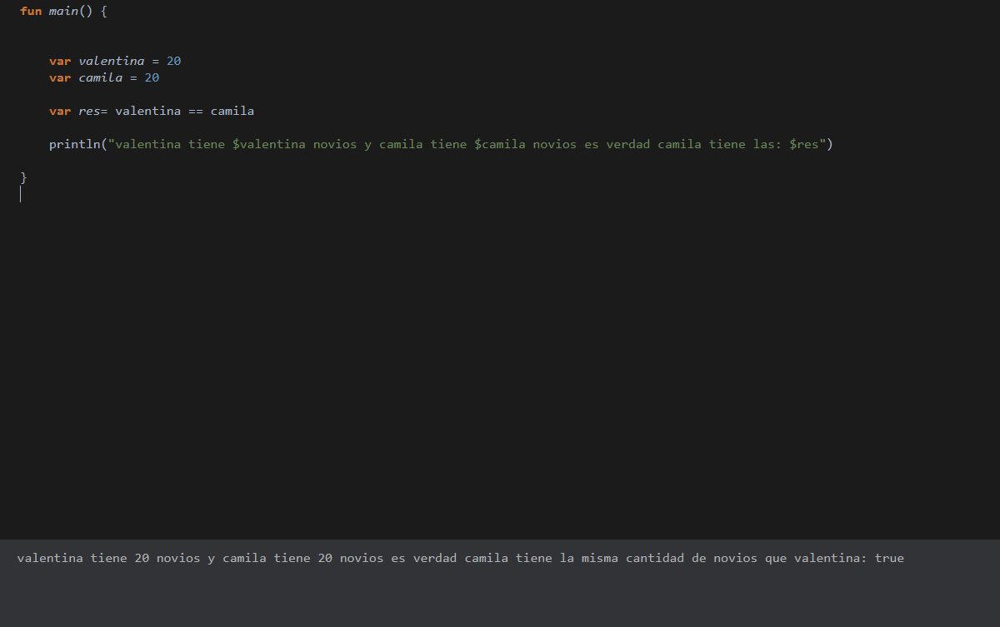 fun main() {
var valentina = 20
var camila = 20
var res= valentina == camila
println("valentina tiene $valentina novios y camila tiene $camila novios es verdad camila tiene las: $res")
}
valentina tiene 20 novios y camila tiene 20 novios es verdad camila tiene la misma cantidad de novios que valentina: true